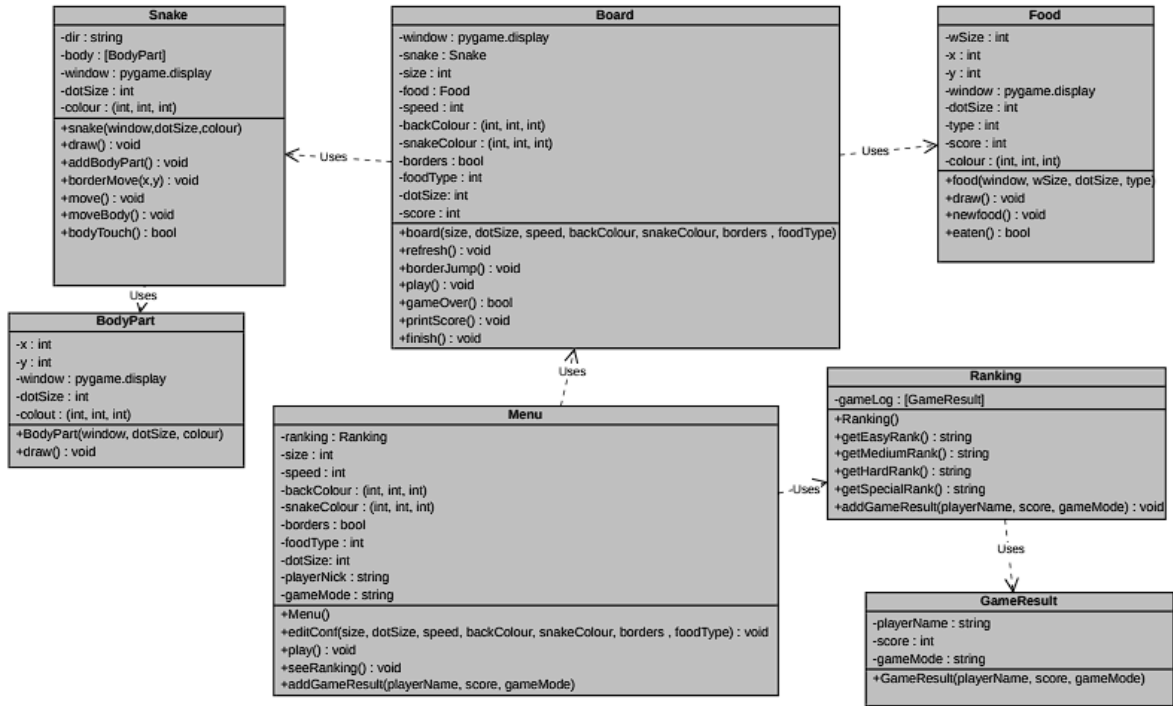 Snake
-dir : string
-body : [BodyPart]
-window : pygame.display
-dotSize : int
-colour : (int, int, int)
+snake(window,dotSize,colour)
+draw() : void
+addBodyPart() : void
+borderMove(x,y) : void
+move() : void
+moveBody() : void
+bodyTouch() : bool
Uses
Board
-window : pygame.display
-snake : Snake
-size : int
-food : Food
-speed : int
-backColour : (int, int, int)
-snakeColour : (int, int, int)
-borders : bool
-foodType : int
-dotSize: int
-score : int
+board(size, dotSize, speed, backColour, snakeColour, borders , foodType)
+refresh() : void
+borderJump() : void
+play() : void
+gameOver() : bool
+printScore() : void
+finish() : void
Uses
Food
-wSize : int
-x : int
-y : int
-window : pygame.display
-dotSize : int
-type : int
-score : int
-colour : (int, int, int)
+food(window, wSize, dotSize, type)
+draw() : void
+newfood() : void
+eaten() : bool
Uses
BodyPart
-x : int
-y : int
-window : pygame.display
-dotSize : int
-colout : (int, int, int)
+BodyPart(window, dotSize, colour)
+draw() : void
Uses
Menu
-ranking : Ranking
-size : int
-speed : int
-backColour : (int, int, int)
-snakeColour : (int, int, int)
-borders : bool
-foodType : int
-dotSize: int
-playerNick : string
-gameMode : string
+Menu()
+editConf(size, dotSize, speed, backColour, snakeColour, borders , foodType) : void
+play() : void
+seeRanking() : void
+addGameResult(playerName, score, gameMode)
Uses
Ranking
-gameLog : [GameResult]
+Ranking()
+getEasyRank() : string
+getMediumRank() : string
+getHardRank() : string
+getSpecialRank() : string
+addGameResult(playerName, score, gameMode) : void
Uses
GameResult
-playerName : string
-score : int
-gameMode : string
+GameResult(playerName, score, gameMode)